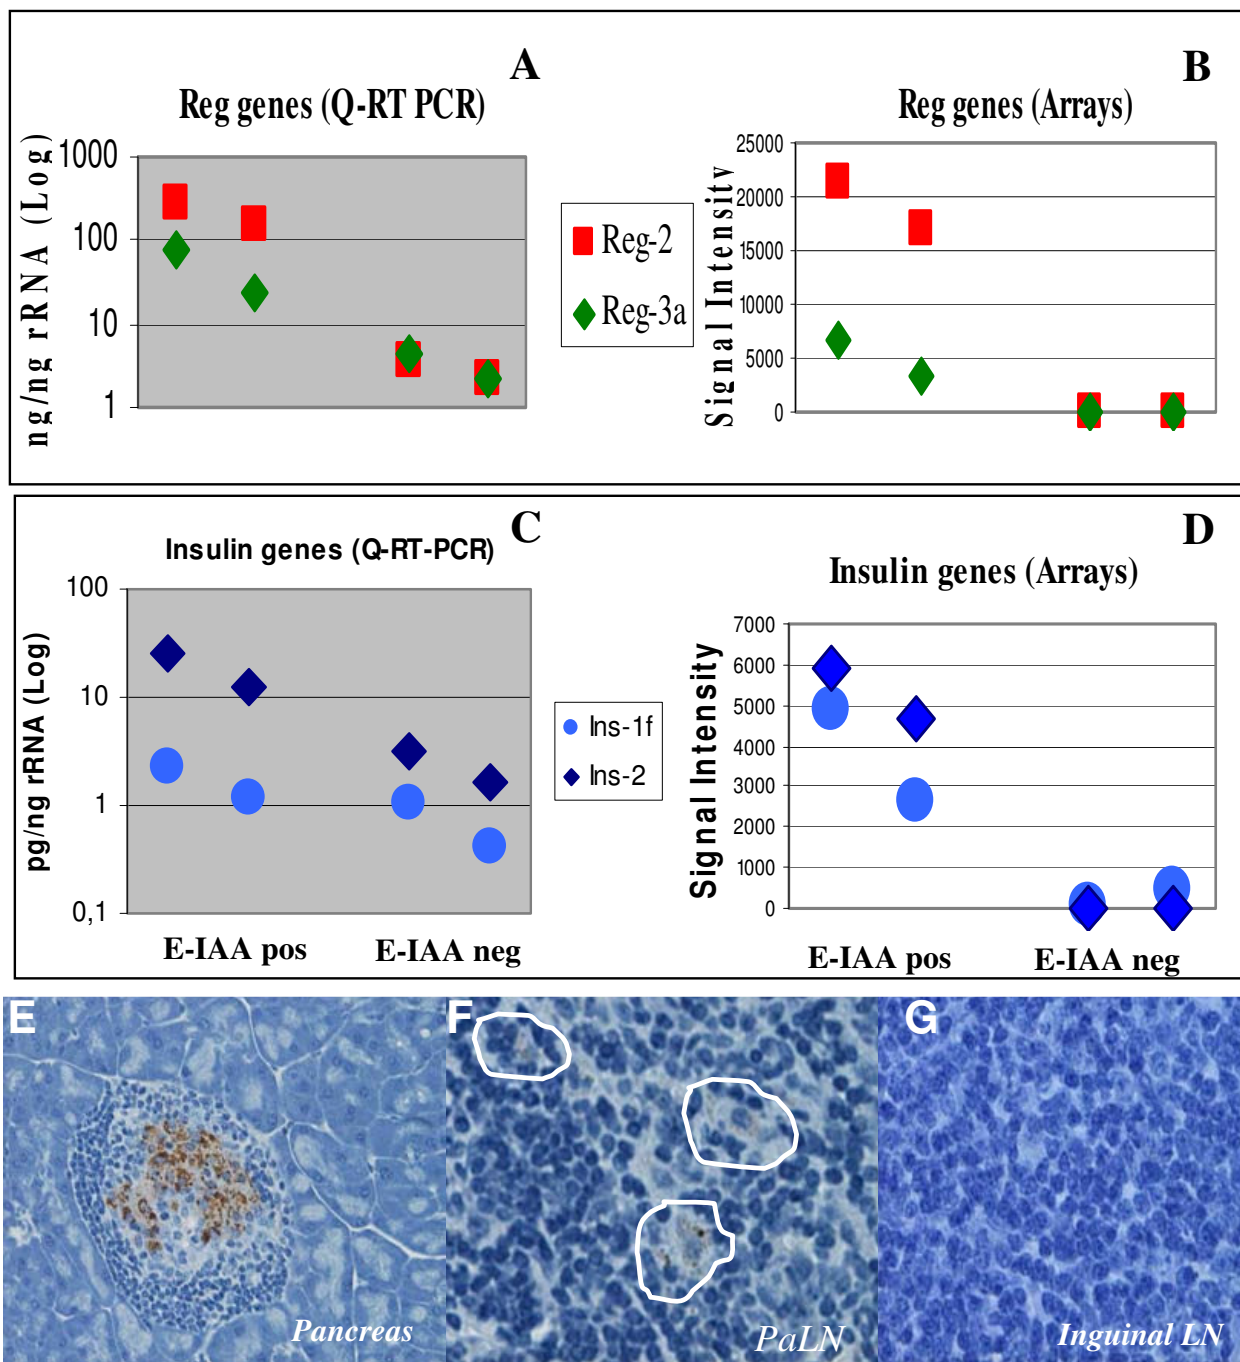 A
Reg genes (Q-RT PCR)
ng/ng rRNA (Log)
1000
100
10
1
Reg-2
Reg-3a
B
Reg genes (Arrays)
Signal Intensity
25000
20000
15000
10000
5000
0
C
Insulin genes (Q-RT-PCR)
pg/ng rRNA (Log)
100
10
1
0,1
E-IAA pos
E-IAA neg
Ins-1f
Ins-2
D
Insulin genes (Arrays)
Signal Intensity
7000
6000
5000
4000
3000
2000
1000
0
E-IAA pos
E-IAA neg
E
Pancreas
F
PaLN
G
Inguinal LN